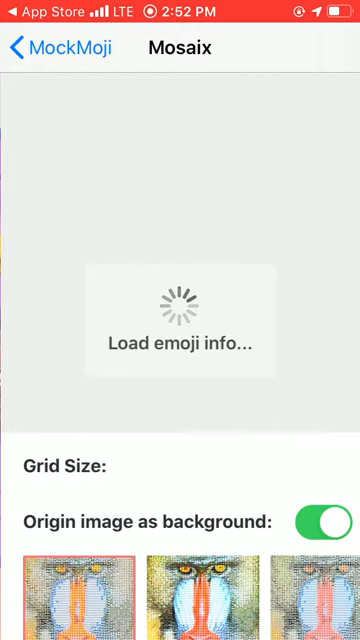 App Store LTE 2:52 PM
MockMoji Mosaix
Load emoji info...
Grid Size:
Origin image as background: